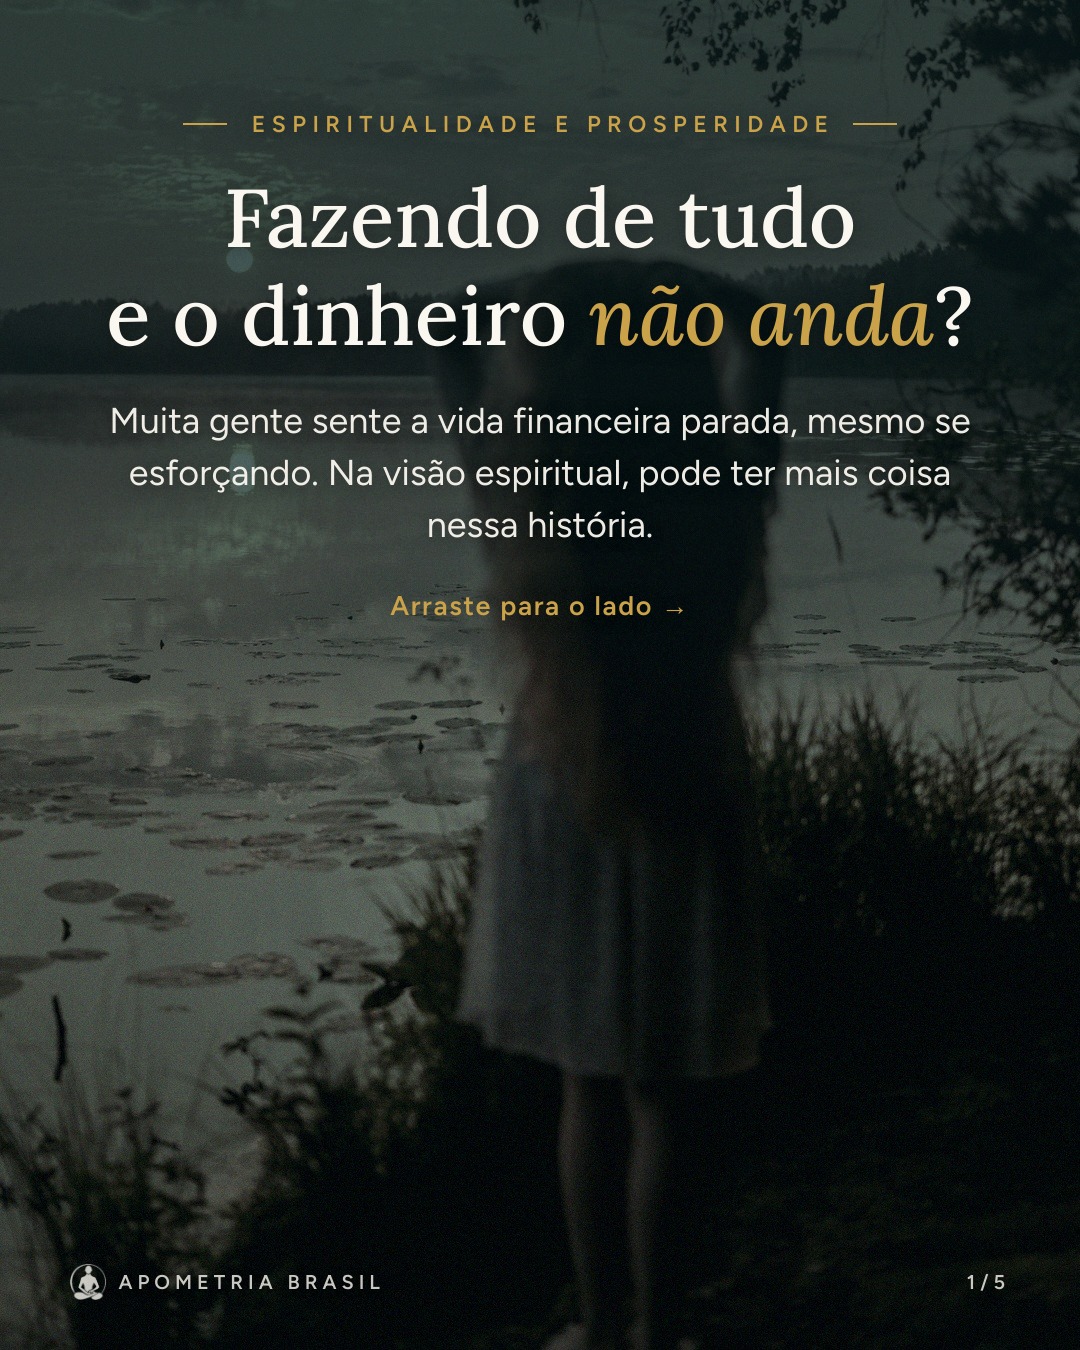 ESPIRITUALIDADE E PROSPERIDADE
Fazendo de tudo
e o dinheiro não anda?
Muita gente sente a vida financeira parada, mesmo se
esforçando. Na visão espiritual, pode ter mais coisa
nessa história.
Arraste para o lado →
APOMETRIA BRASIL
1/5